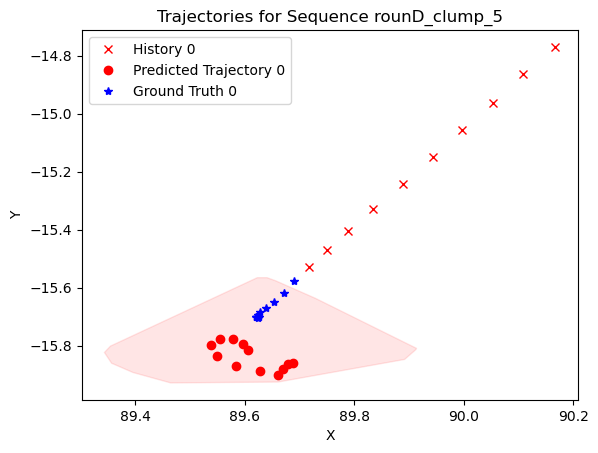 Trajectories for Sequence rounD_clump_5
History 0
Predicted Trajectory 0
Ground Truth 0
−14.8
−15.0
−15.2
−15.4
−15.6
−15.8
Y
89.4 89.6 89.8 90.0 90.2
X